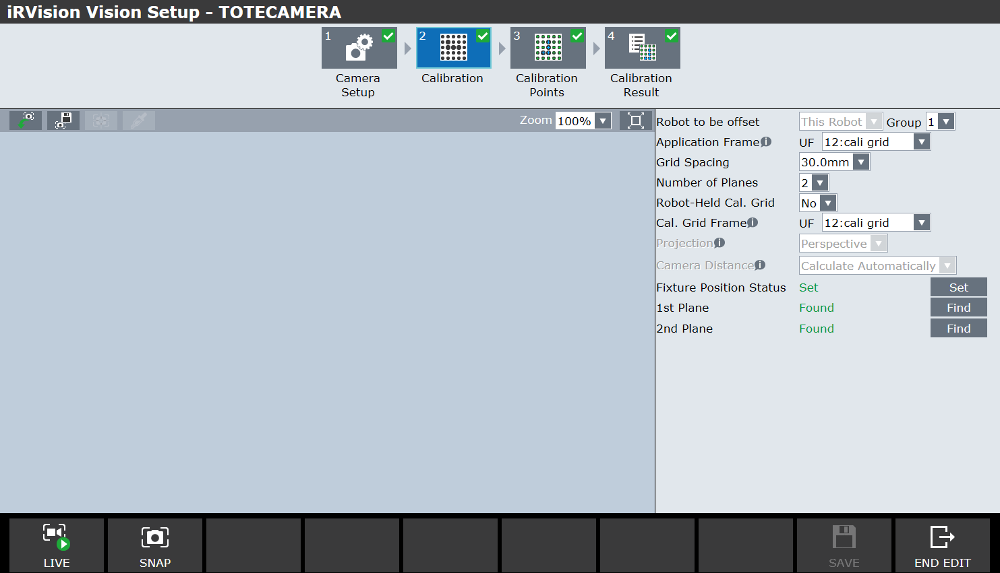 iRVision Vision Setup - TOTECAMERA
1
2
3
4
Camera Setup
Calibration
Calibration Points
Calibration Result
Zoom 100%
Robot to be offset This Robot Group 1
Application Frame UF 12:cali grid
Grid Spacing 30.0mm
Number of Planes 2
Robot-Held Cal. Grid No
Cal. Grid Frame UF 12:cali grid
Projection Perspective
Camera Distance Calculate Automatically
Fixture Position Status Set Set
1st Plane Found Find
2nd Plane Found Find
LIVE
SNAP
SAVE
END EDIT